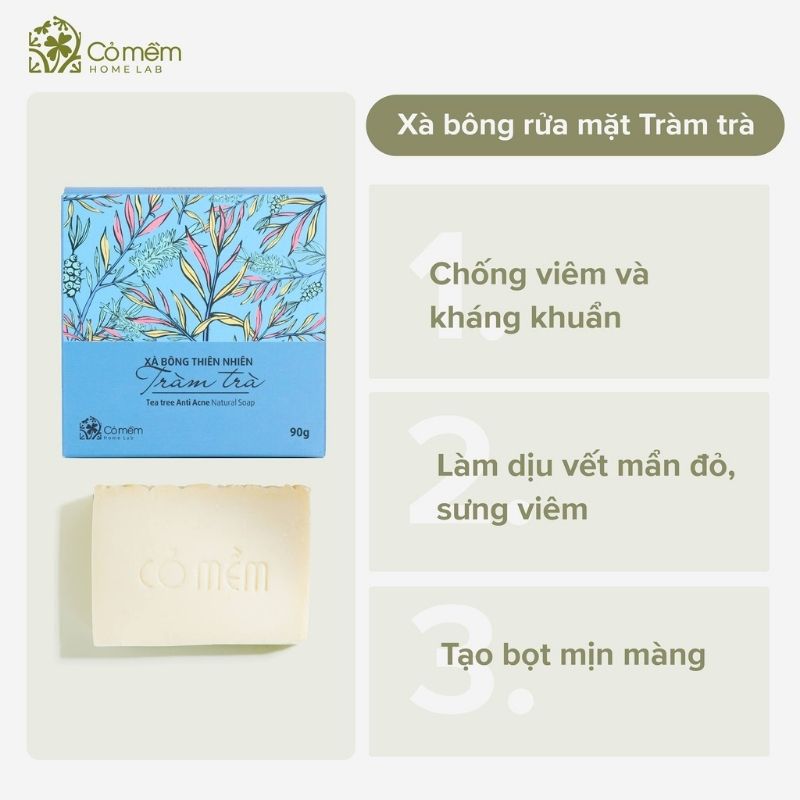 Cỏ mềm
HOME LAB
Xà bông rửa mặt Tràm trà
1.
Chống viêm và
kháng khuẩn
2.
Làm dịu vết mẩn đỏ,
sưng viêm
3.
Tạo bọt mịn màng
XÀ BÔNG THIÊN NHIÊN
Tràm trà
Tea tree Anti Acne Natural Soap
Cỏ mềm
HOME LAB
90g
CỎ MỀM